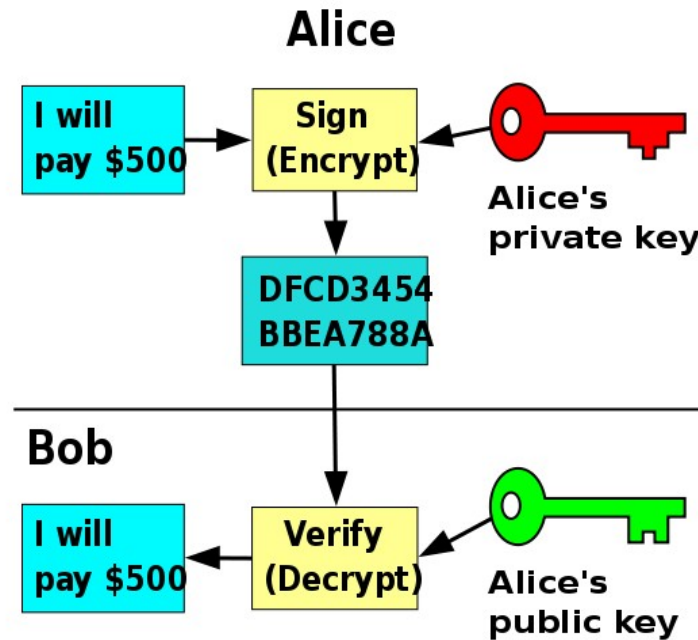 Alice
I will
pay $500
Sign
(Encrypt)
Alice's
private key
DFCD3454
BBEA788A
Bob
I will
pay $500
Verify
(Decrypt)
Alice's
public key